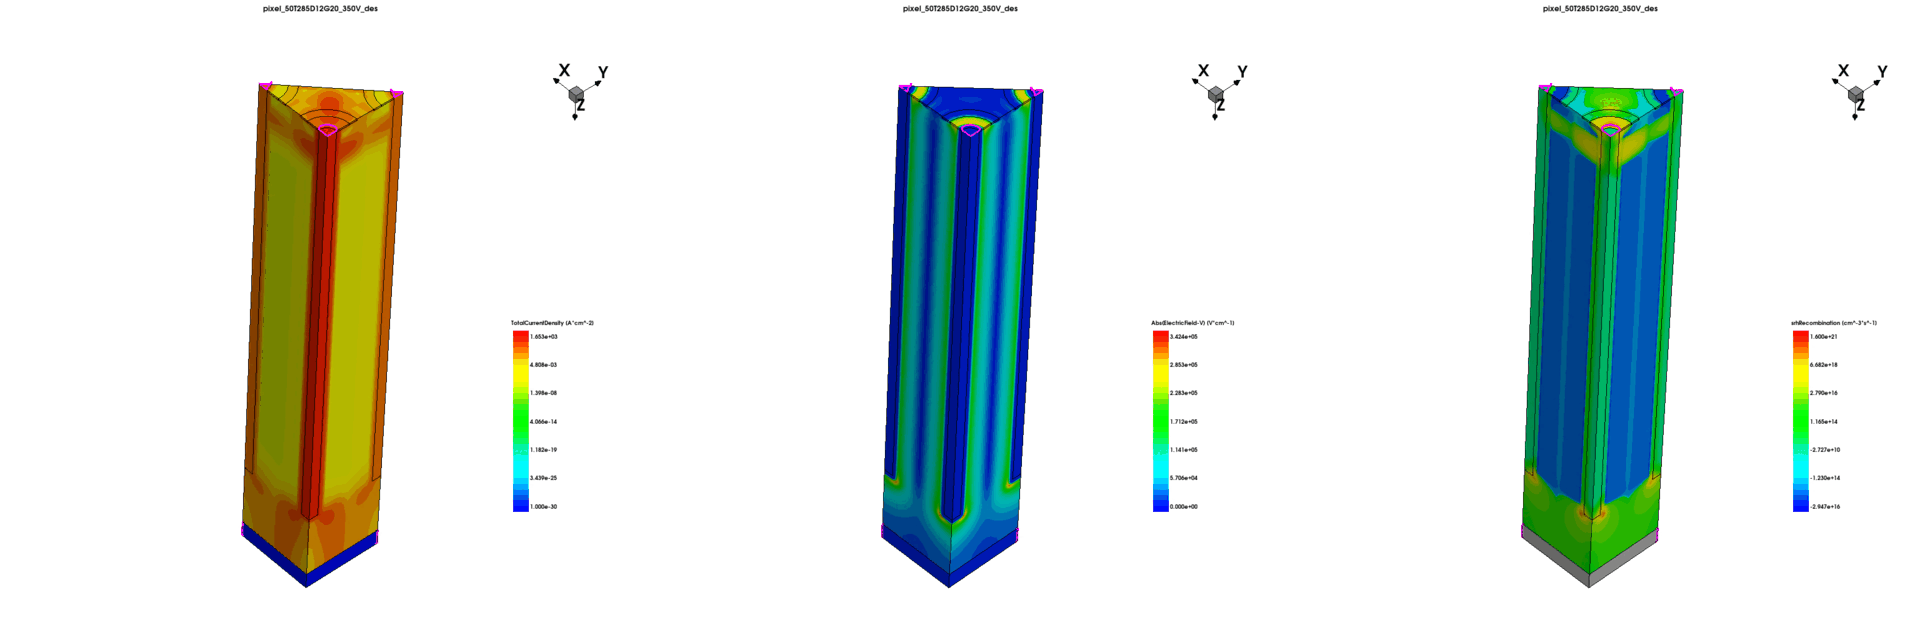 pixel_50T285D12G20_350V_des
X
Y
Z
TotalCurrentDensity (A*cm^-2)
1.653e+03
4.808e-03
1.398e-08
4.066e-14
1.182e-19
3.439e-25
1.000e-30
pixel_50T285D12G20_350V_des
X
Y
Z
Abs(ElectricField-V) (V*cm^-1)
3.424e+05
2.853e+05
2.283e+05
1.712e+05
1.141e+05
5.706e+04
0.000e+00
pixel_50T285D12G20_350V_des
X
Y
Z
srhRecombination (cm^-3*s^-1)
1.600e+21
6.682e+18
2.790e+16
1.165e+14
-2.727e+10
-1.230e+14
-2.947e+16